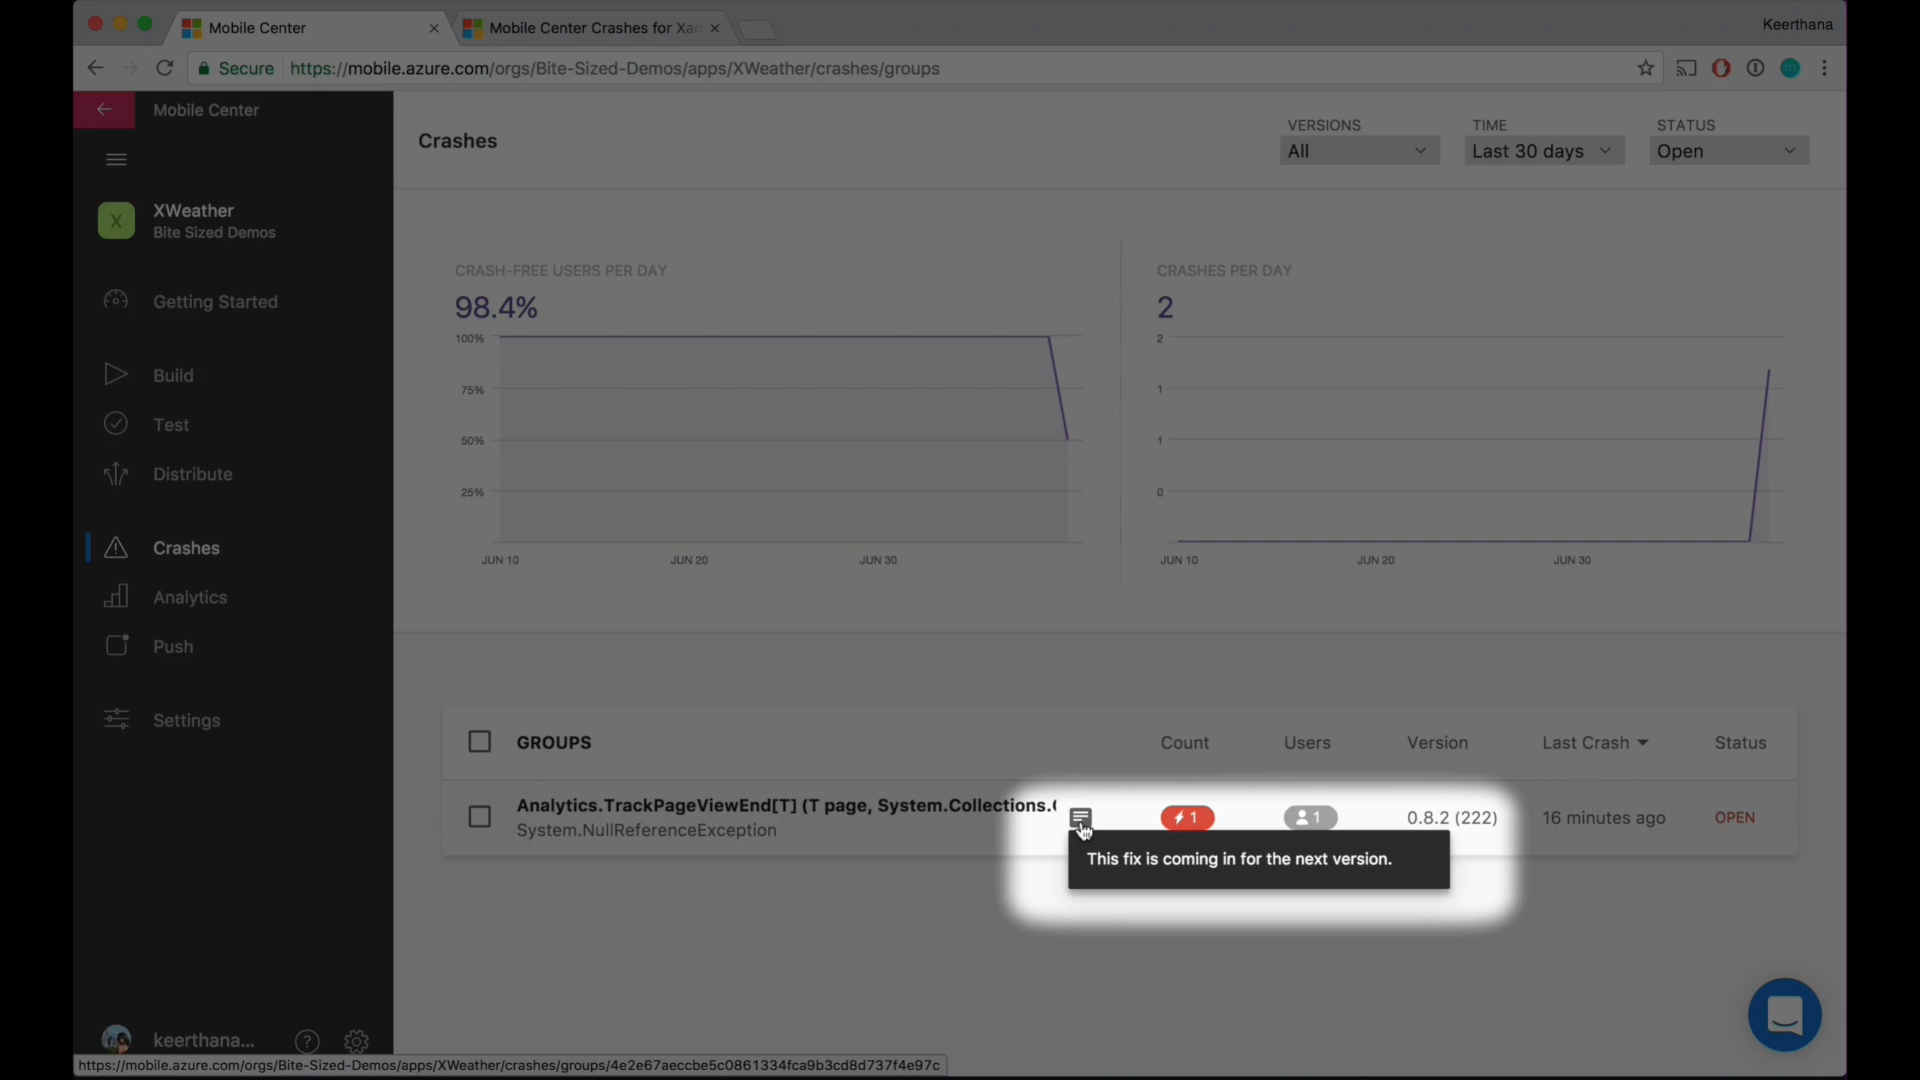 Mobile Center
Mobile Center Crashes for Xan
Keerthana
Secure
https://mobile.azure.com/orgs/Bite-Sized-Demos/apps/XWeather/crashes/groups
Mobile Center
X
XWeather
Bite Sized Demos
Getting Started
Build
Test
Distribute
Crashes
Analytics
Push
Settings
keerthana...
?
Crashes
VERSIONS
All
TIME
Last 30 days
STATUS
Open
CRASH-FREE USERS PER DAY
98.4%
100%
75%
50%
25%
JUN 10
JUN 20
JUN 30
CRASHES PER DAY
2
2
1
1
0
JUN 10
JUN 20
JUN 30
GROUPS
Count
Users
Version
Last Crash
Status
Analytics.TrackPageViewEnd[T] (T page, System.Collections.
System.NullReferenceException
1
1
0.8.2 (222)
16 minutes ago
OPEN
This fix is coming in for the next version.
https://mobile.azure.com/orgs/Bite-Sized-Demos/apps/XWeather/crashes/groups/4e2e67aeccbe5c0861334fca9b3cd8d737f4e97c